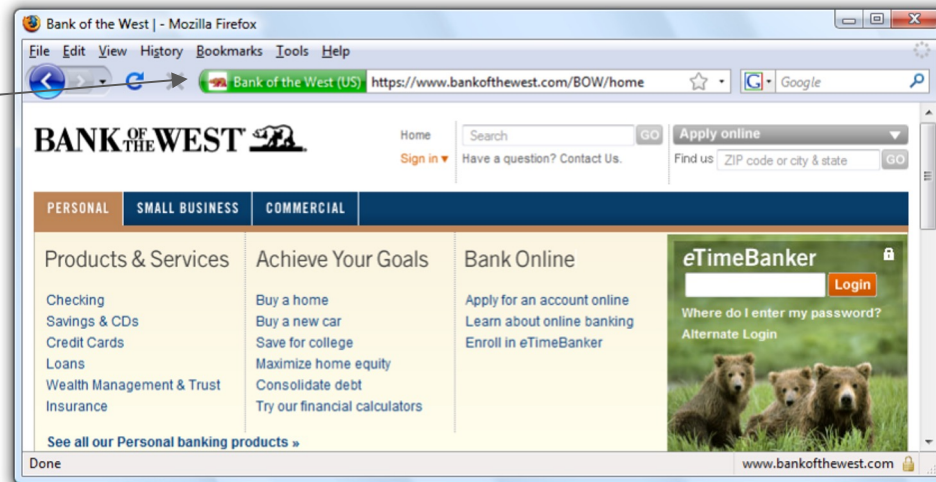 Bank of the West | - Mozilla Firefox
File Edit View History Bookmarks Tools Help
Bank of the West (US) https://www.bankofthewest.com/BOW/home
G Google
BANK OF THE WEST
Home
Sign in ▾
Search GO
Have a question? Contact Us.
Apply online
Find us ZIP code or city & state GO
PERSONAL SMALL BUSINESS COMMERCIAL
Products & Services
Checking
Savings & CDs
Credit Cards
Loans
Wealth Management & Trust
Insurance
See all our Personal banking products »
Achieve Your Goals
Buy a home
Buy a new car
Save for college
Maximize home equity
Consolidate debt
Try our financial calculators
Bank Online
Apply for an account online
Learn about online banking
Enroll in eTimeBanker
eTimeBanker
Login
Where do I enter my password?
Alternate Login
Done www.bankofthewest.com